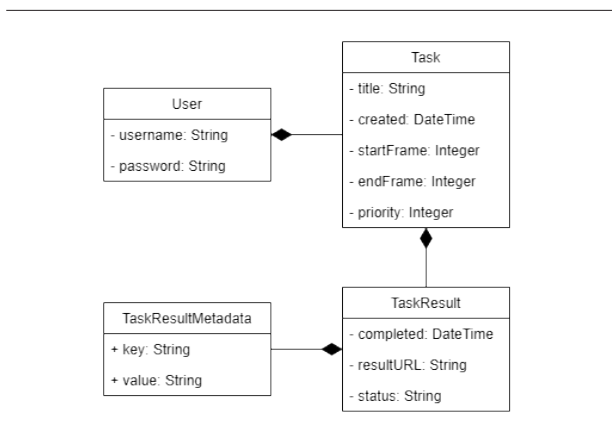 Task
- title: String
- created: DateTime
- startFrame: Integer
- endFrame: Integer
- priority: Integer
User
- username: String
- password: String
TaskResult
- completed: DateTime
- resultURL: String
- status: String
TaskResultMetadata
+ key: String
+ value: String